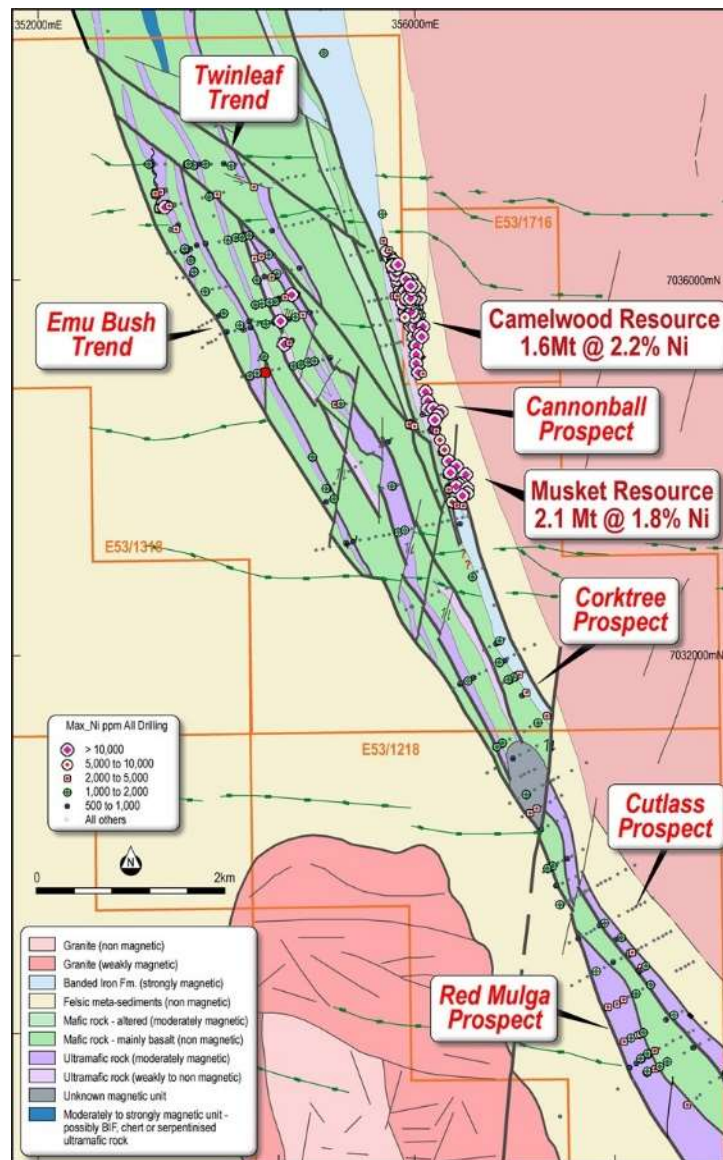 352000mE
356000mE
Twinleaf
Trend
E53/1716
7036000mN
Emu Bush
Trend
Camelwood Resource
1.6Mt @ 2.2% Ni
Cannonball
Prospect
Musket Resource
2.1 Mt @ 1.8% Ni
E53/1318
? ?
Corktree
Prospect
7032000mN
Max_Ni ppm All Drilling
> 10,000
5,000 to 10,000
2,000 to 5,000
1,000 to 2,000
500 to 1,000
All others
E53/1218
Cutlass
Prospect
N
0 2km
Granite (non magnetic)
Granite (weakly magnetic)
Banded Iron Fm. (strongly magnetic)
Felsic meta-sediments (non magnetic)
Mafic rock - altered (moderately magnetic)
Mafic rock - mainly basalt (non magnetic)
Ultramafic rock (moderately magnetic)
Ultramafic rock (weakly to non magnetic)
Unknown magnetic unit
Moderately to strongly magnetic unit -
possibly BIF, chert or serpentinised
ultramafic rock
Red Mulga
Prospect